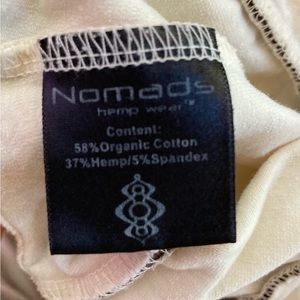 Nomads
hemp wear
Content:
58%Organic Cotton
37%Hemp/5%Spandex